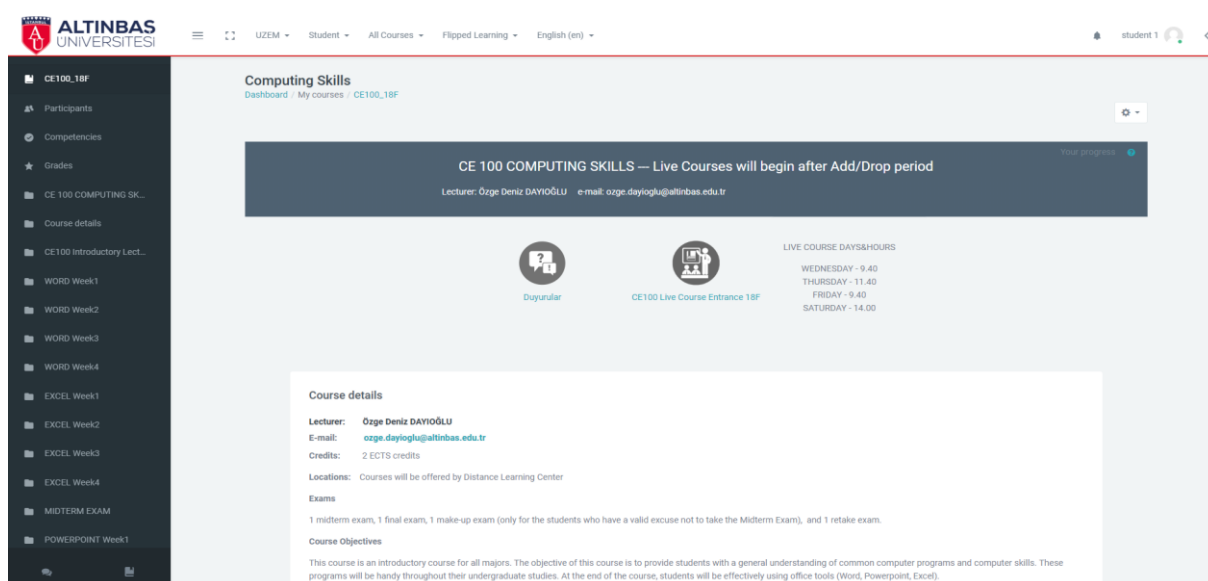 ALTINBAS
ÜNİVERSİTESİ
UZEM
Student
All Courses
Flipped Learning
English (en)
student 1
CE100_18F
Participants
Competencies
Grades
CE 100 COMPUTING SK...
Course details
CE100 Introductory Lect...
WORD Week1
WORD Week2
WORD Week3
WORD Week4
EXCEL Week1
EXCEL Week2
EXCEL Week3
EXCEL Week4
MIDTERM EXAM
POWERPOINT Week1
Computing Skills
Dashboard / My courses / CE100_18F
Your progress
CE 100 COMPUTING SKILLS --- Live Courses will begin after Add/Drop period
Lecturer: Özge Deniz DAYIOĞLU e-mail: ozge.dayioglu@altinbas.edu.tr
Duyurular
CE100 Live Course Entrance 18F
LIVE COURSE DAYS&HOURS
WEDNESDAY - 9.40
THURSDAY - 11.40
FRIDAY - 9.40
SATURDAY - 14.00
Course details
Lecturer: Özge Deniz DAYIOĞLU
E-mail: ozge.dayioglu@altinbas.edu.tr
Credits: 2 ECTS credits
Locations: Courses will be offered by Distance Learning Center
Exams
1 midterm exam, 1 final exam, 1 make-up exam (only for the students who have a valid excuse not to take the Midterm Exam), and 1 retake exam.
Course Objectives
This course is an introductory course for all majors. The objective of this course is to provide students with a general understanding of common computer programs and computer skills. These
programs will be handy throughout their undergraduate studies. At the end of the course, students will be effectively using office tools (Word, Powerpoint, Excel).